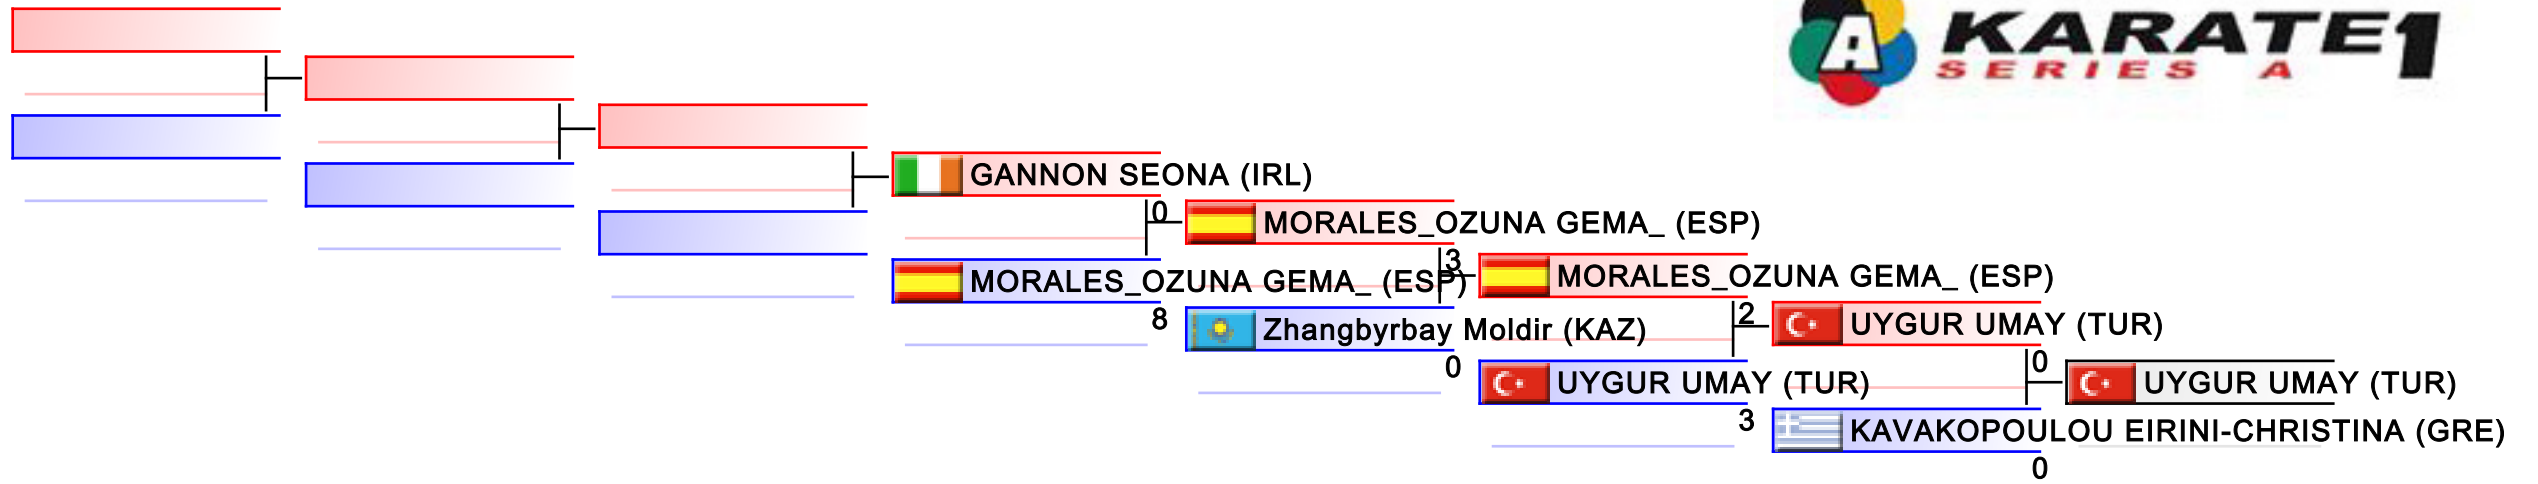 A KARATE1
SERIES A
GANNON SEONA (IRL)
0
MORALES_OZUNA GEMA_ (ESP)
3
MORALES_OZUNA GEMA_ (ESP)
8
MORALES_OZUNA GEMA_ (ESP)
2
Zhangbyrbay Moldir (KAZ)
0
UYGUR UMAY (TUR)
0
UYGUR UMAY (TUR)
3
UYGUR UMAY (TUR)
KAVAKOPOULOU EIRINI-CHRISTINA (GRE)
0